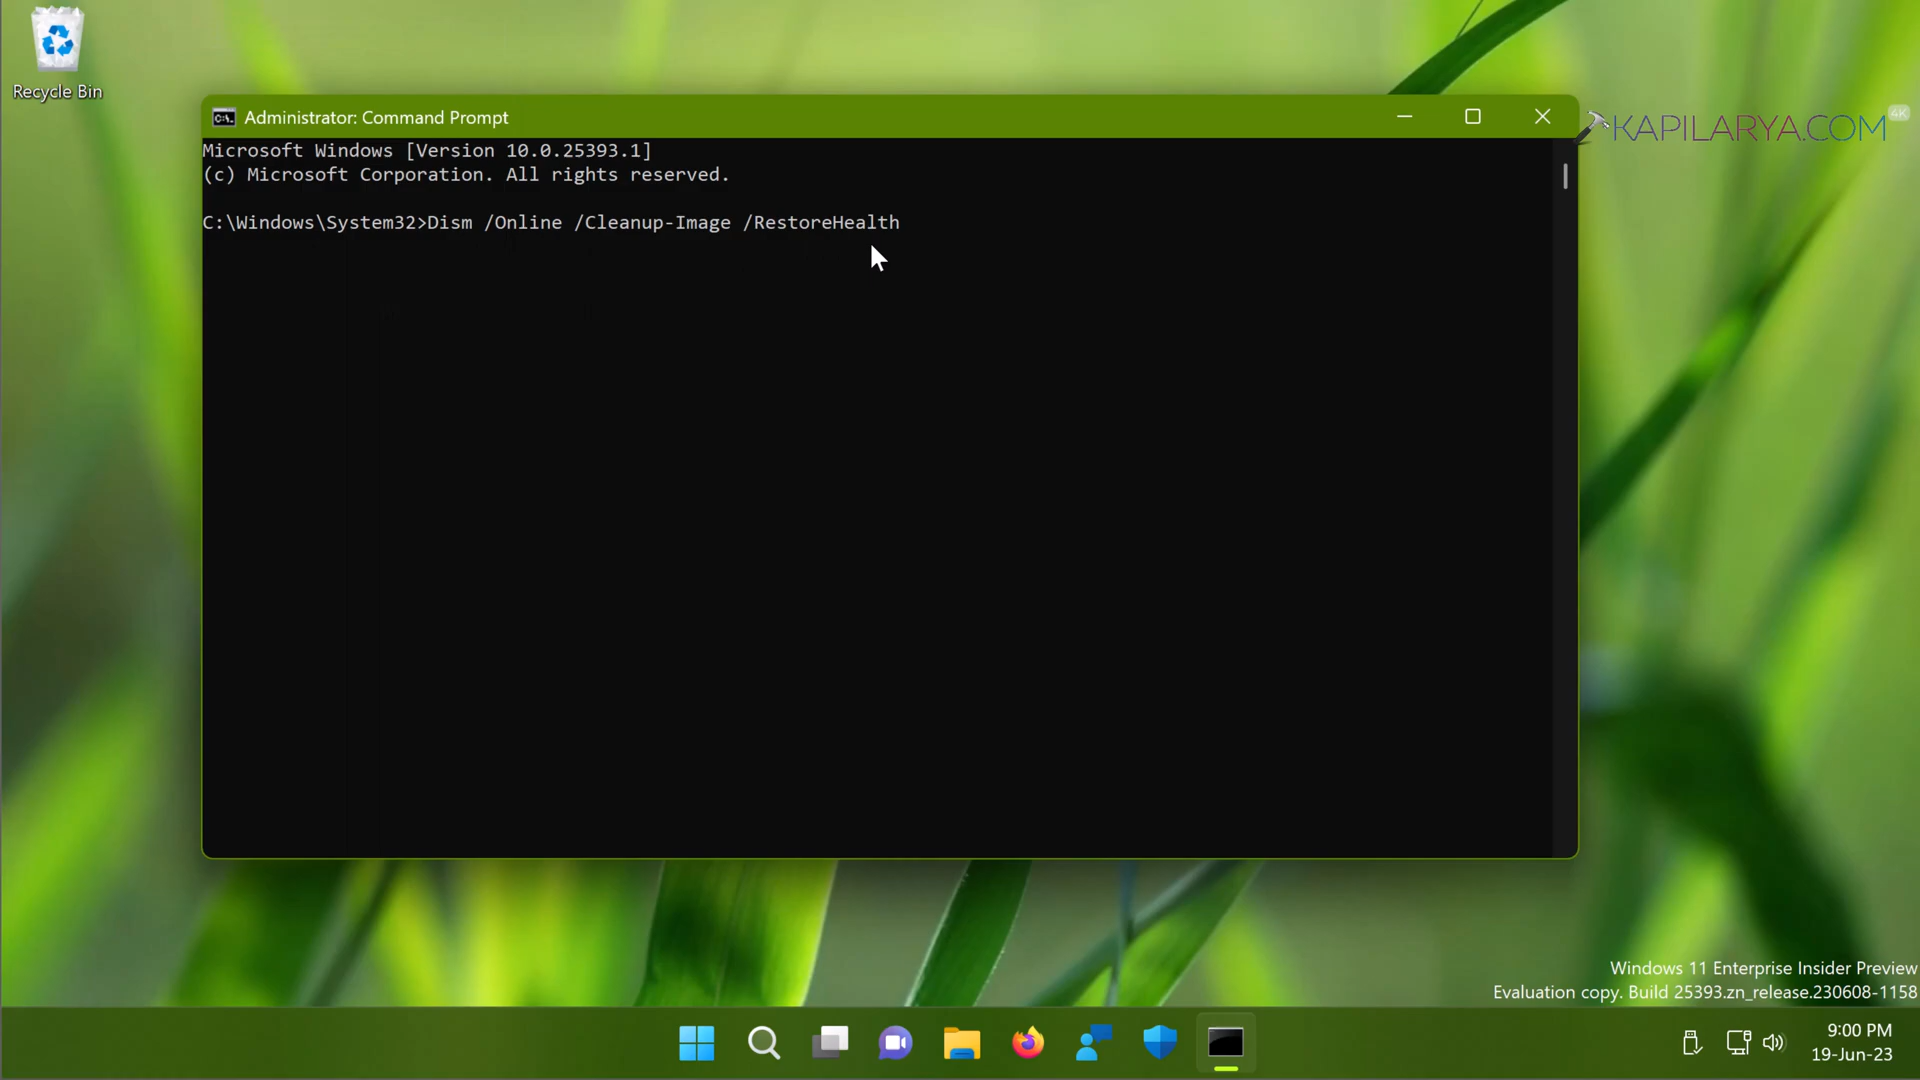 Recycle Bin
Administrator: Command Prompt
KAPILARYA.COM
4K
Microsoft Windows [Version 10.0.25393.1]
(c) Microsoft Corporation. All rights reserved.
C:\Windows\System32>Dism /Online /Cleanup-Image /RestoreHealth
Windows 11 Enterprise Insider Preview
Evaluation copy. Build 25393.zn_release.230608-1158
9:00 PM
19-Jun-23